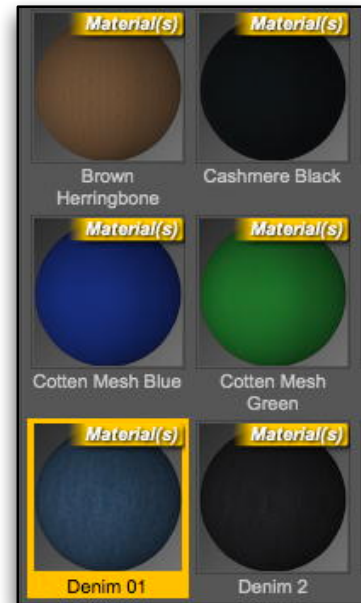 Material(s) Material(s)
Brown Herringbone
Cashmere Black
Material(s) Material(s)
Cotten Mesh Blue
Cotten Mesh Green
Material(s) Material(s)
Denim 01
Denim 2